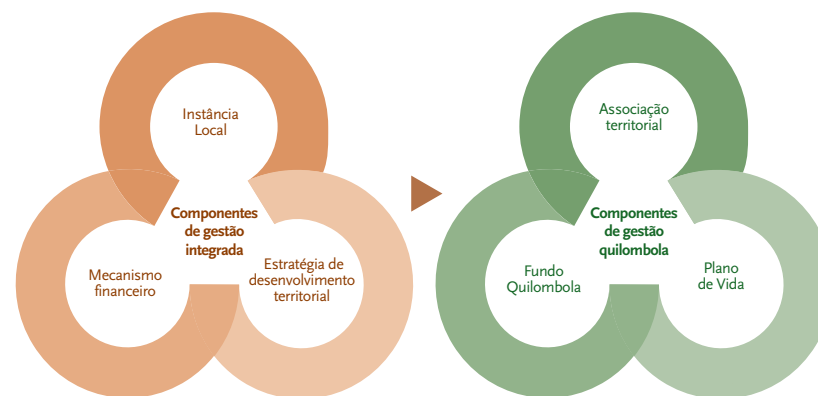 Instância
Local
Componentes
de gestão
integrada
Mecanismo
financeiro
Estratégia de
desenvolvimento
territorial
Associação
territorial
Componentes
de gestão
quilombola
Fundo
Quilombola
Plano
de Vida